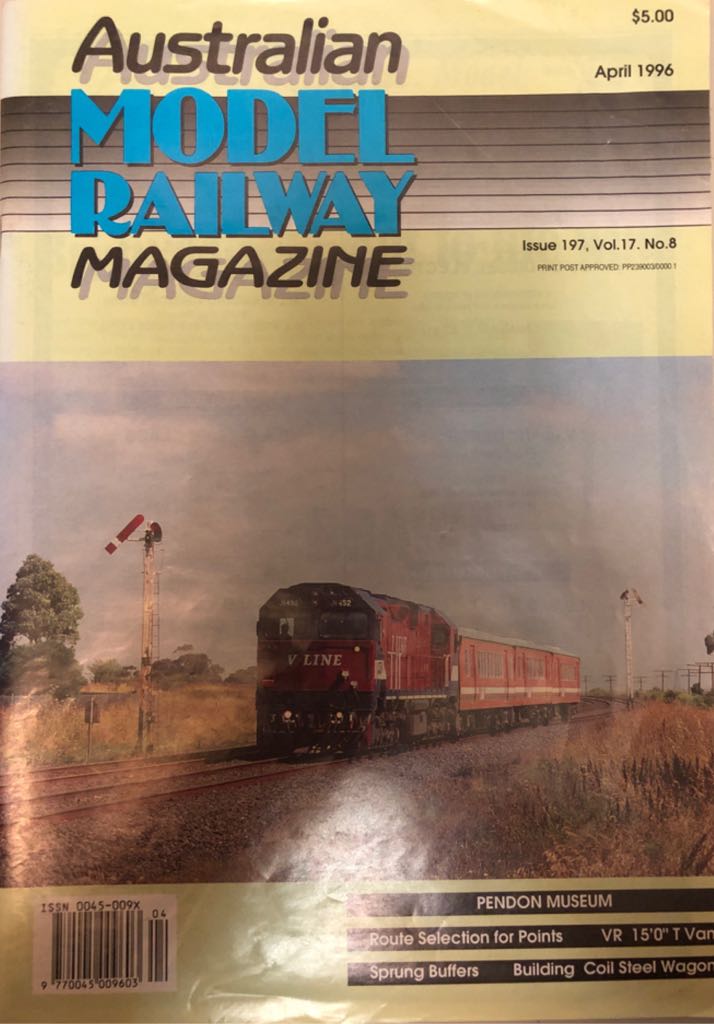 $5.00
April 1996
Australian
MODEL
RAILWAY
MAGAZINE
Issue 197, Vol.17. No.8
PRINT POST APPROVED: PP239003/0000 1
N452
V/LINE
ISSN 0045-009X
04
9 770045 009603
PENDON MUSEUM
Route Selection for Points VR 15'0" T Van
Sprung Buffers Building Coil Steel Wagon